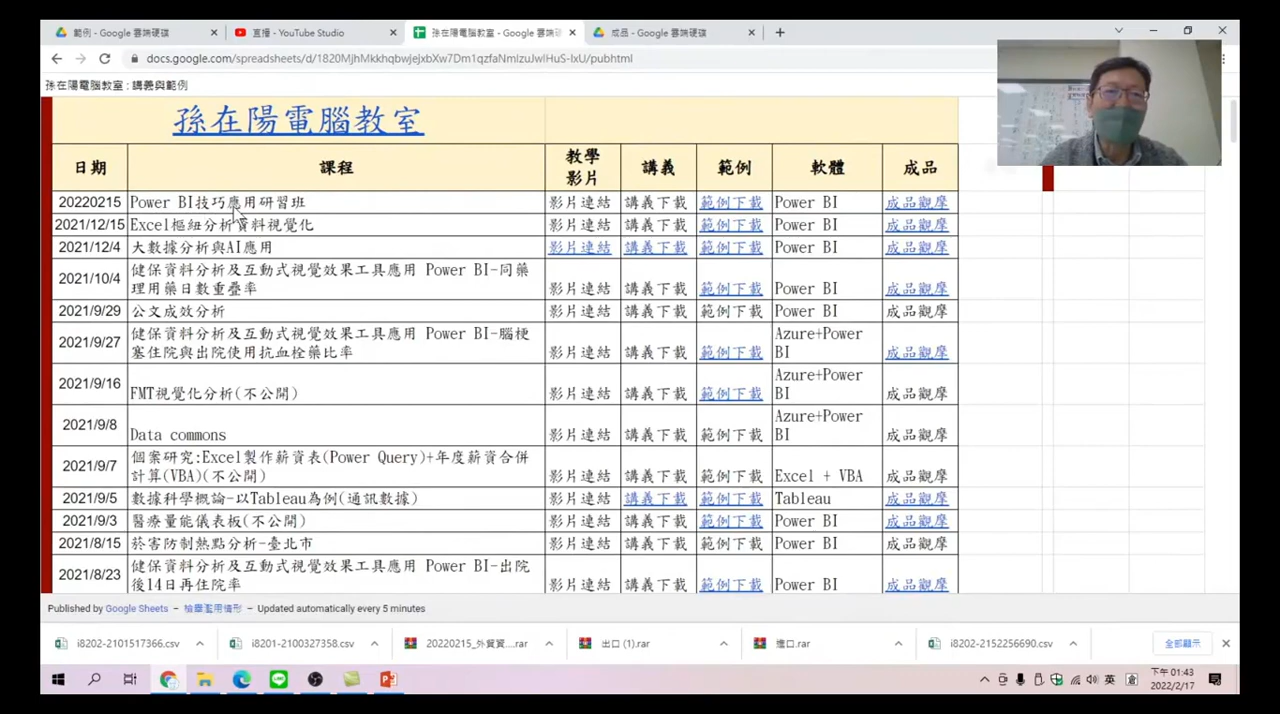 範例 - Google 雲端硬碟
直播 - YouTube Studio
孫在陽電腦教室 - Google 雲端硬
成品 - Google 雲端硬碟
docs.google.com/spreadsheets/d/1820MjhMkkhqbwjeJxbXw7Dm1qzfaNmlzuJwlHuS-IxU/pubhtml
孫在陽電腦教室 : 講義與範例
孫在陽電腦教室
日期 課程 教學影片 講義 範例 軟體 成品
20220215 Power BI技巧應用研習班 影片連結 講義下載 範例下載 Power BI 成品觀摩
2021/12/15 Excel樞紐分析資料視覺化 影片連結 講義下載 範例下載 Power BI 成品觀摩
2021/12/4 大數據分析與AI應用 影片連結 講義下載 範例下載 Power BI 成品觀摩
2021/10/4 健保資料分析及互動式視覺效果工具應用 Power BI-同藥
理用藥日數重疊率 影片連結 講義下載 範例下載 Power BI 成品觀摩
2021/9/29 公文成效分析 影片連結 講義下載 範例下載 Power BI 成品觀摩
2021/9/27 健保資料分析及互動式視覺效果工具應用 Power BI-腦梗
塞住院與出院使用抗血栓藥比率 影片連結 講義下載 範例下載 Azure+Power BI 成品觀摩
2021/9/16 FMT視覺化分析(不公開) 影片連結 講義下載 範例下載 Azure+Power BI 成品觀摩
2021/9/8 Data commons 影片連結 講義下載 範例下載 Azure+Power BI 成品觀摩
2021/9/7 個案研究:Excel製作薪資表(Power Query)+年度薪資合併
計算(VBA)(不公開) 影片連結 講義下載 範例下載 Excel + VBA 成品觀摩
2021/9/5 數據科學概論-以Tableau為例(通訊數據) 影片連結 講義下載 範例下載 Tableau 成品觀摩
2021/9/3 醫療量能儀表板(不公開) 影片連結 講義下載 範例下載 Power BI 成品觀摩
2021/8/15 菸害防制熱點分析-臺北市 影片連結 講義下載 範例下載 Power BI 成品觀摩
2021/8/23 健保資料分析及互動式視覺效果工具應用 Power BI-出院
後14日再住院率 影片連結 講義下載 範例下載 Power BI 成品觀摩
Published by Google Sheets – 檢舉濫用情形 – Updated automatically every 5 minutes
i8202-2101517366.csv
i8201-2100327358.csv
20220215_外貿資....rar
出口 (1).rar
進口.rar
i8202-2152256690.csv
全部顯示
英
倉
下午 01:43
2022/2/17